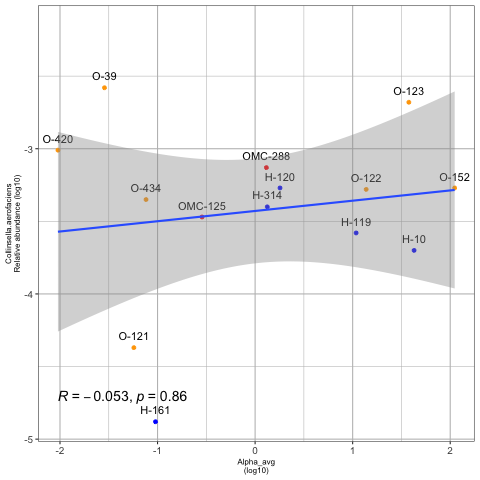 O-39
O-123
-3
O-420
OMC-288
H-120
O-122
O-152
O-434
H-314
OMC-125
H-119
H-10
-4
O-121
R = −0.053, p = 0.86
H-161
-5
-2
-1
0
1
2
Alpha_avg
(log10)
Collinsella.aerofaciens
Relative abundance (log10)